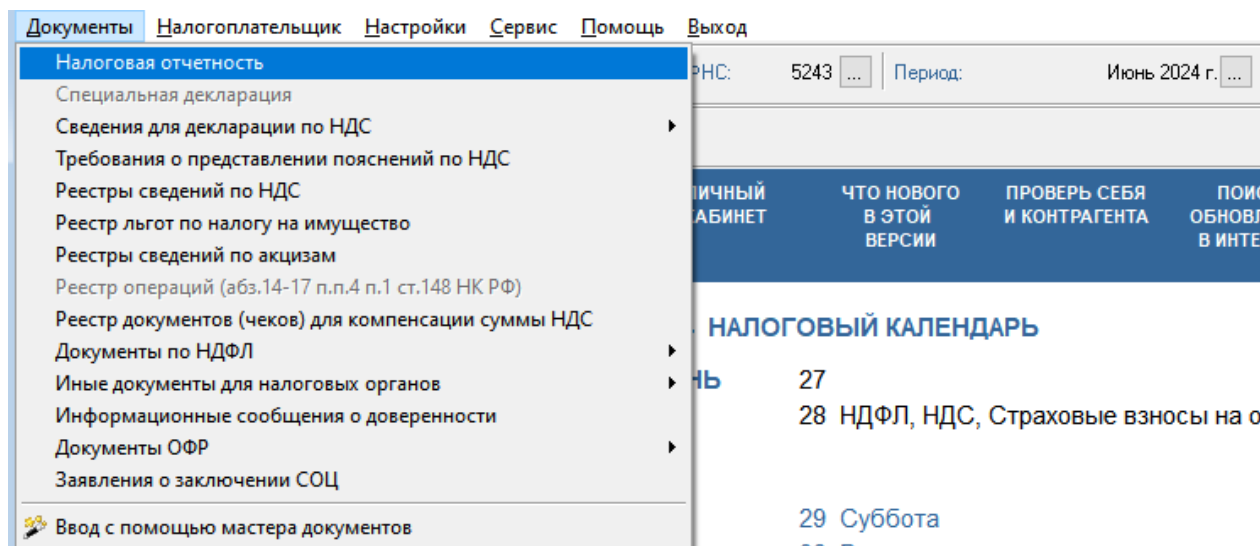 Документы Налогоплательщик Настройки Сервис Помощь Выход
Налоговая отчетность
РНС: 5243 ... Период: Июнь 2024 г. ...
Специальная декларация
Сведения для декларации по НДС
Требования о представлении пояснений по НДС
Реестры сведений по НДС
Реестр льгот по налогу на имущество
Реестры сведений по акцизам
Реестр операций (абз.14-17 п.п.4 п.1 ст.148 НК РФ)
Реестр документов (чеков) для компенсации суммы НДС
Документы по НДФЛ
Иные документы для налоговых органов
Информационные сообщения о доверенности
Документы ОФР
Заявления о заключении СОЦ
Ввод с помощью мастера документов
ЧТО НОВОГО
В ЭТОЙ
ВЕРСИИ
ПРОВЕРЬ СЕБЯ
И КОНТРАГЕНТА
В
НАЛОГОВЫЙ КАЛЕНДАРЬ
27
28 НДФЛ, НДС, Страховые взносы на о
29 Суббота